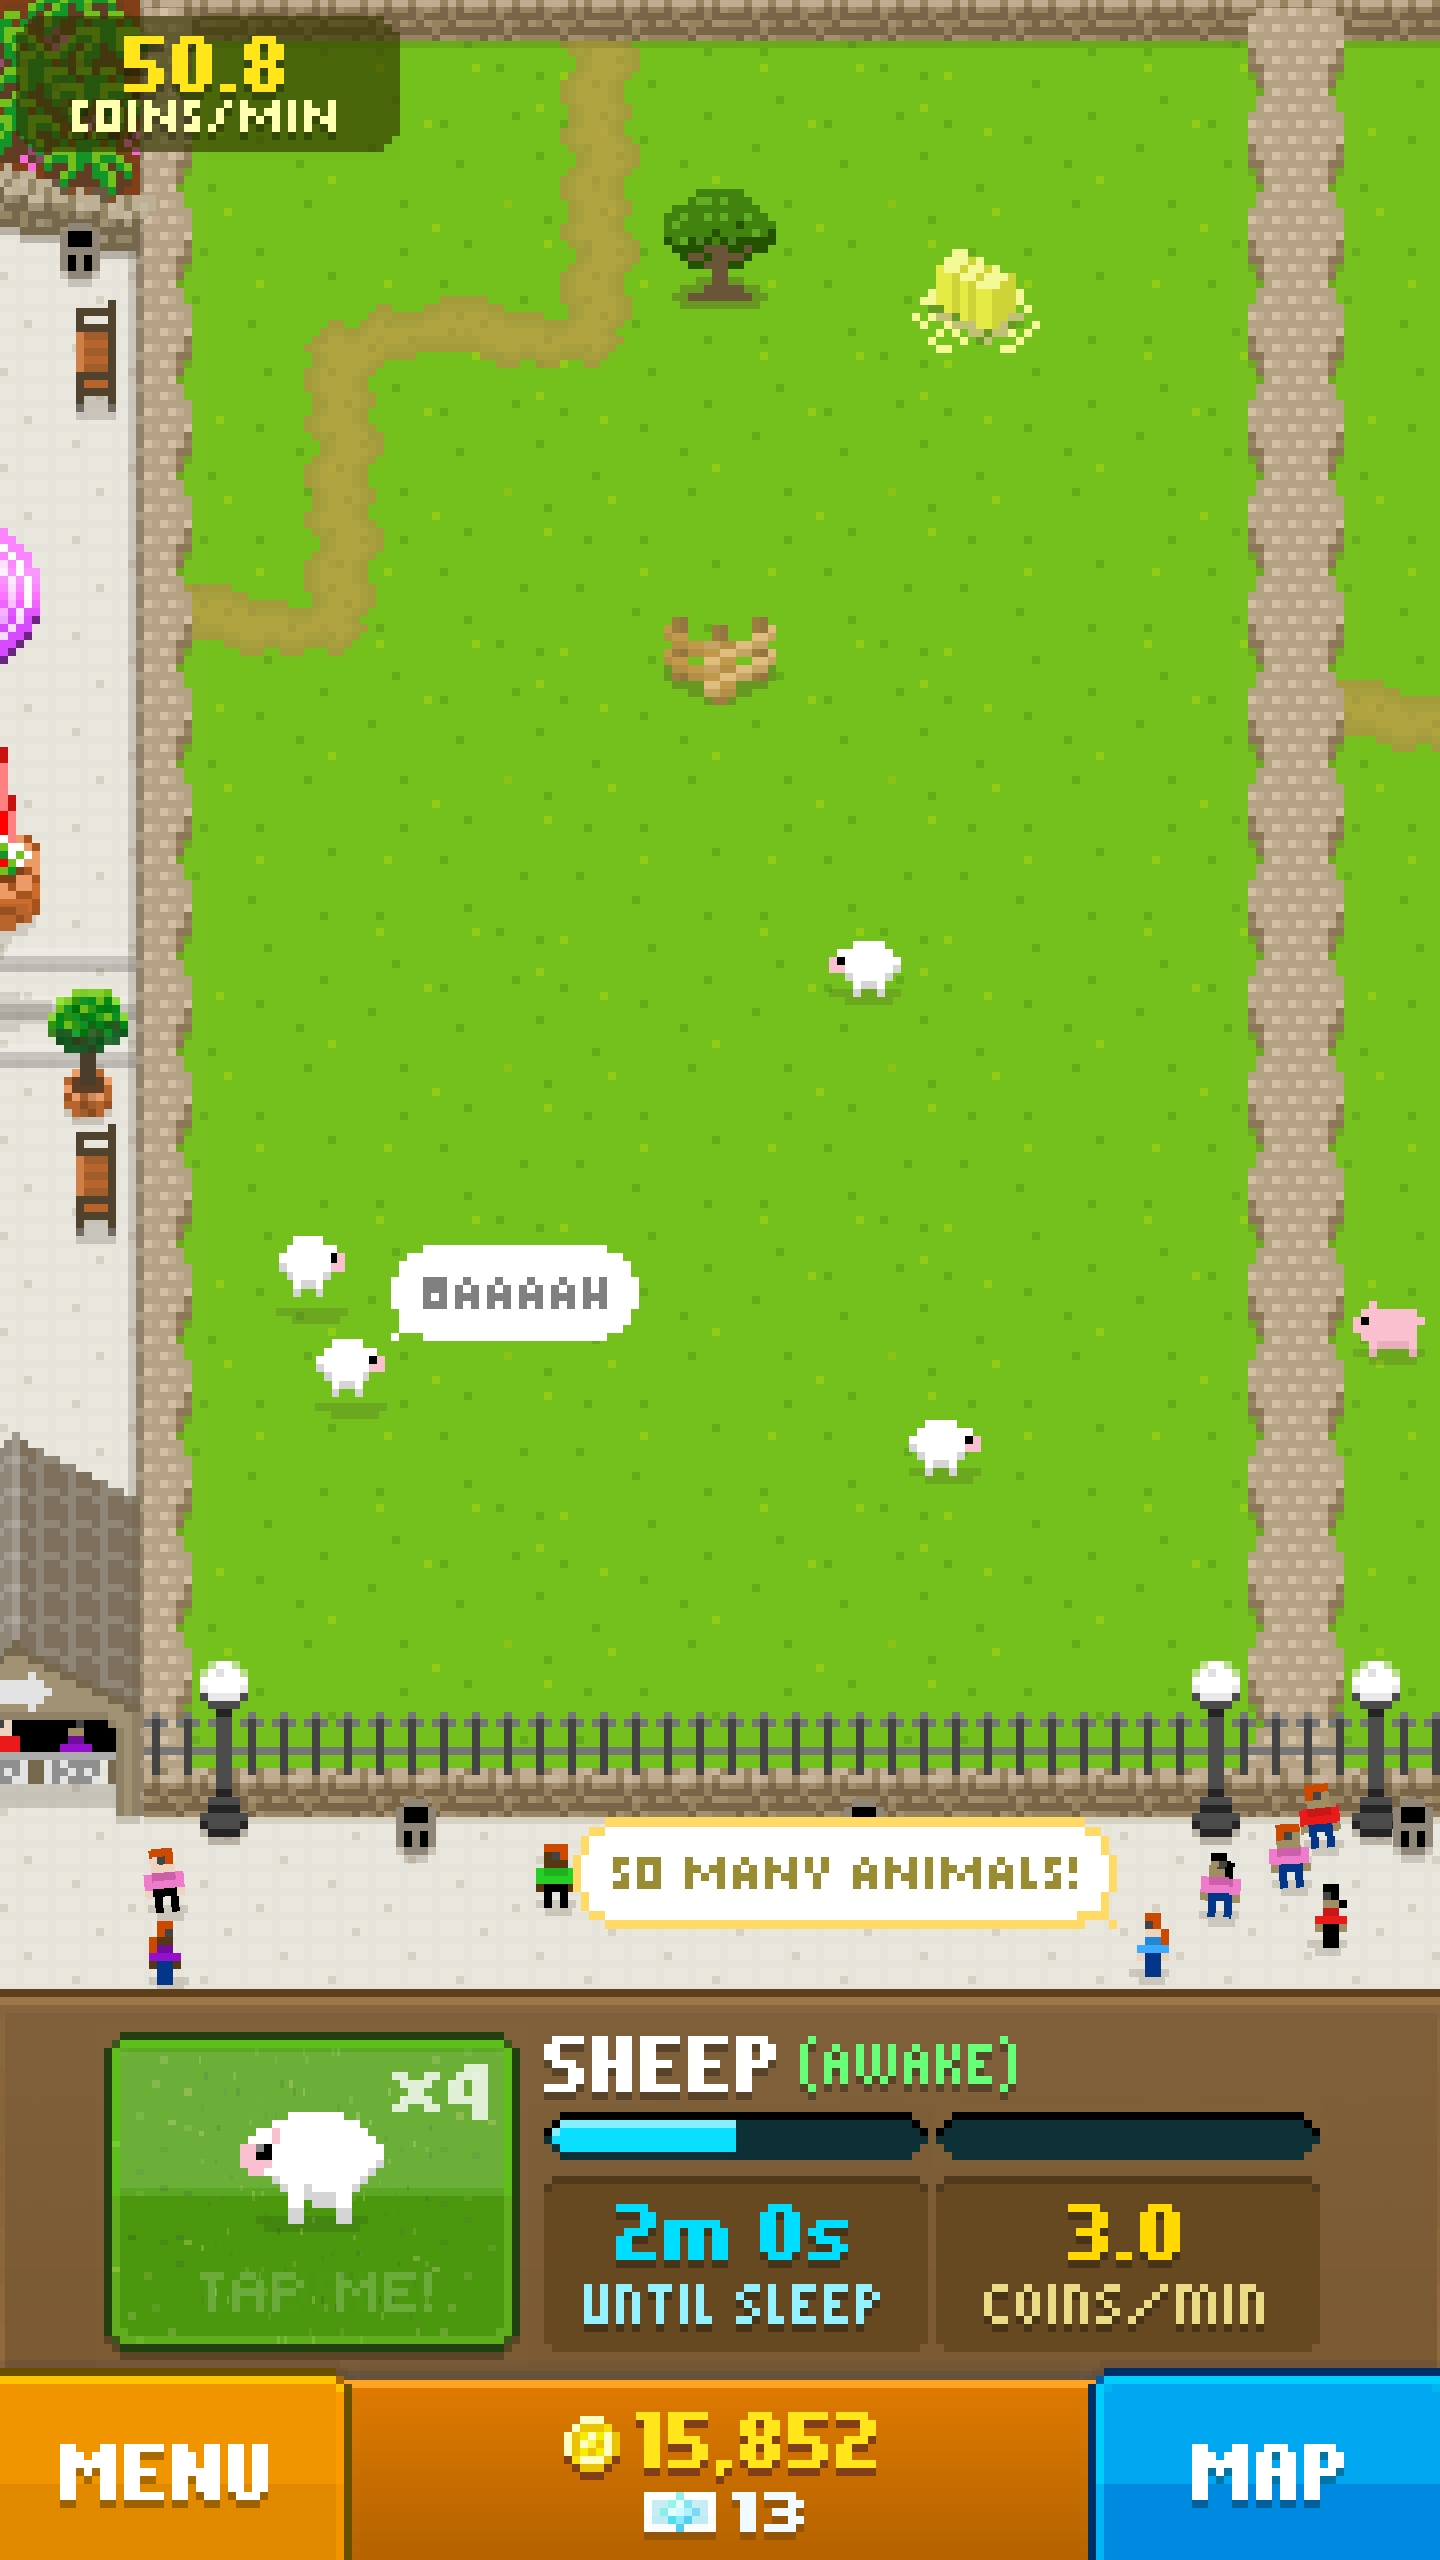 50.8
COINS/MIN
BAAAAH
SO MANY ANIMALS!
x4
TAP ME!
SHEEP (AWAKE)
2m 0s
UNTIL SLEEP
3.0
COINS/MIN
MENU
15,852
13
MAP